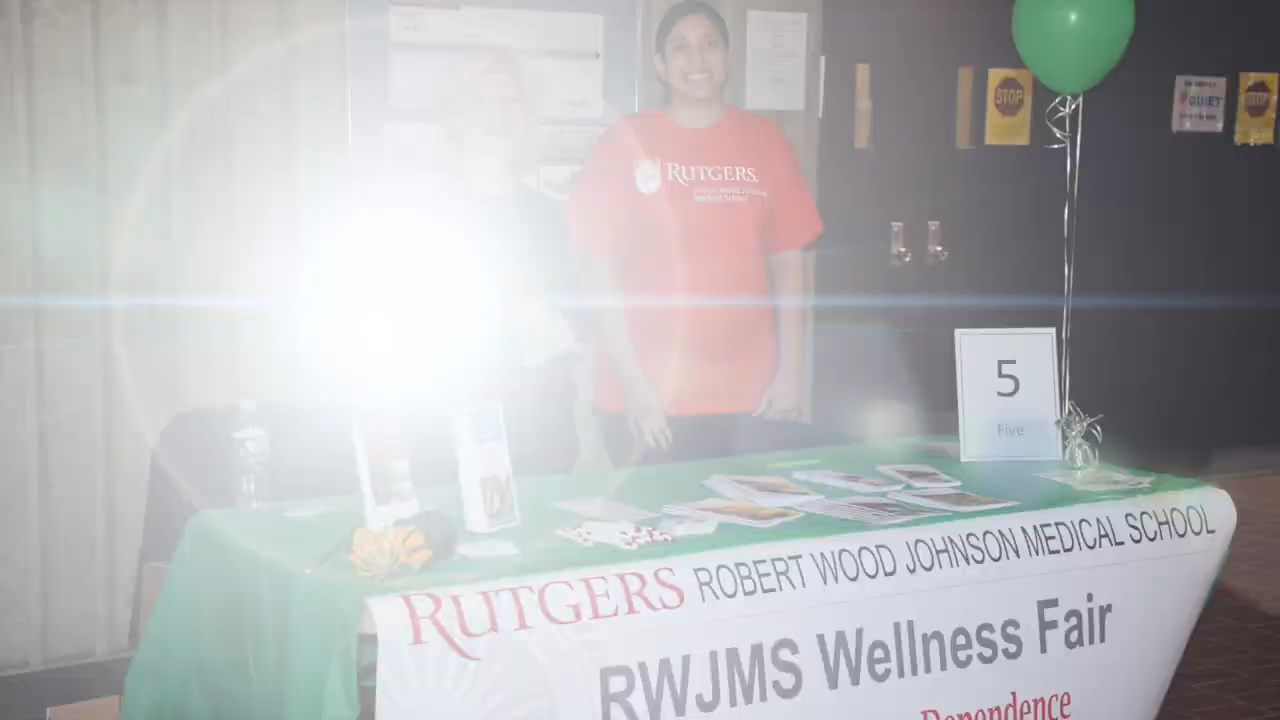 STOP
QUIET
STOP
RUTGERS
Robert Wood Johnson
Medical School
5
Five
RUTGERS ROBERT WOOD JOHNSON MEDICAL SCHOOL
RWJMS Wellness Fair
Dependence